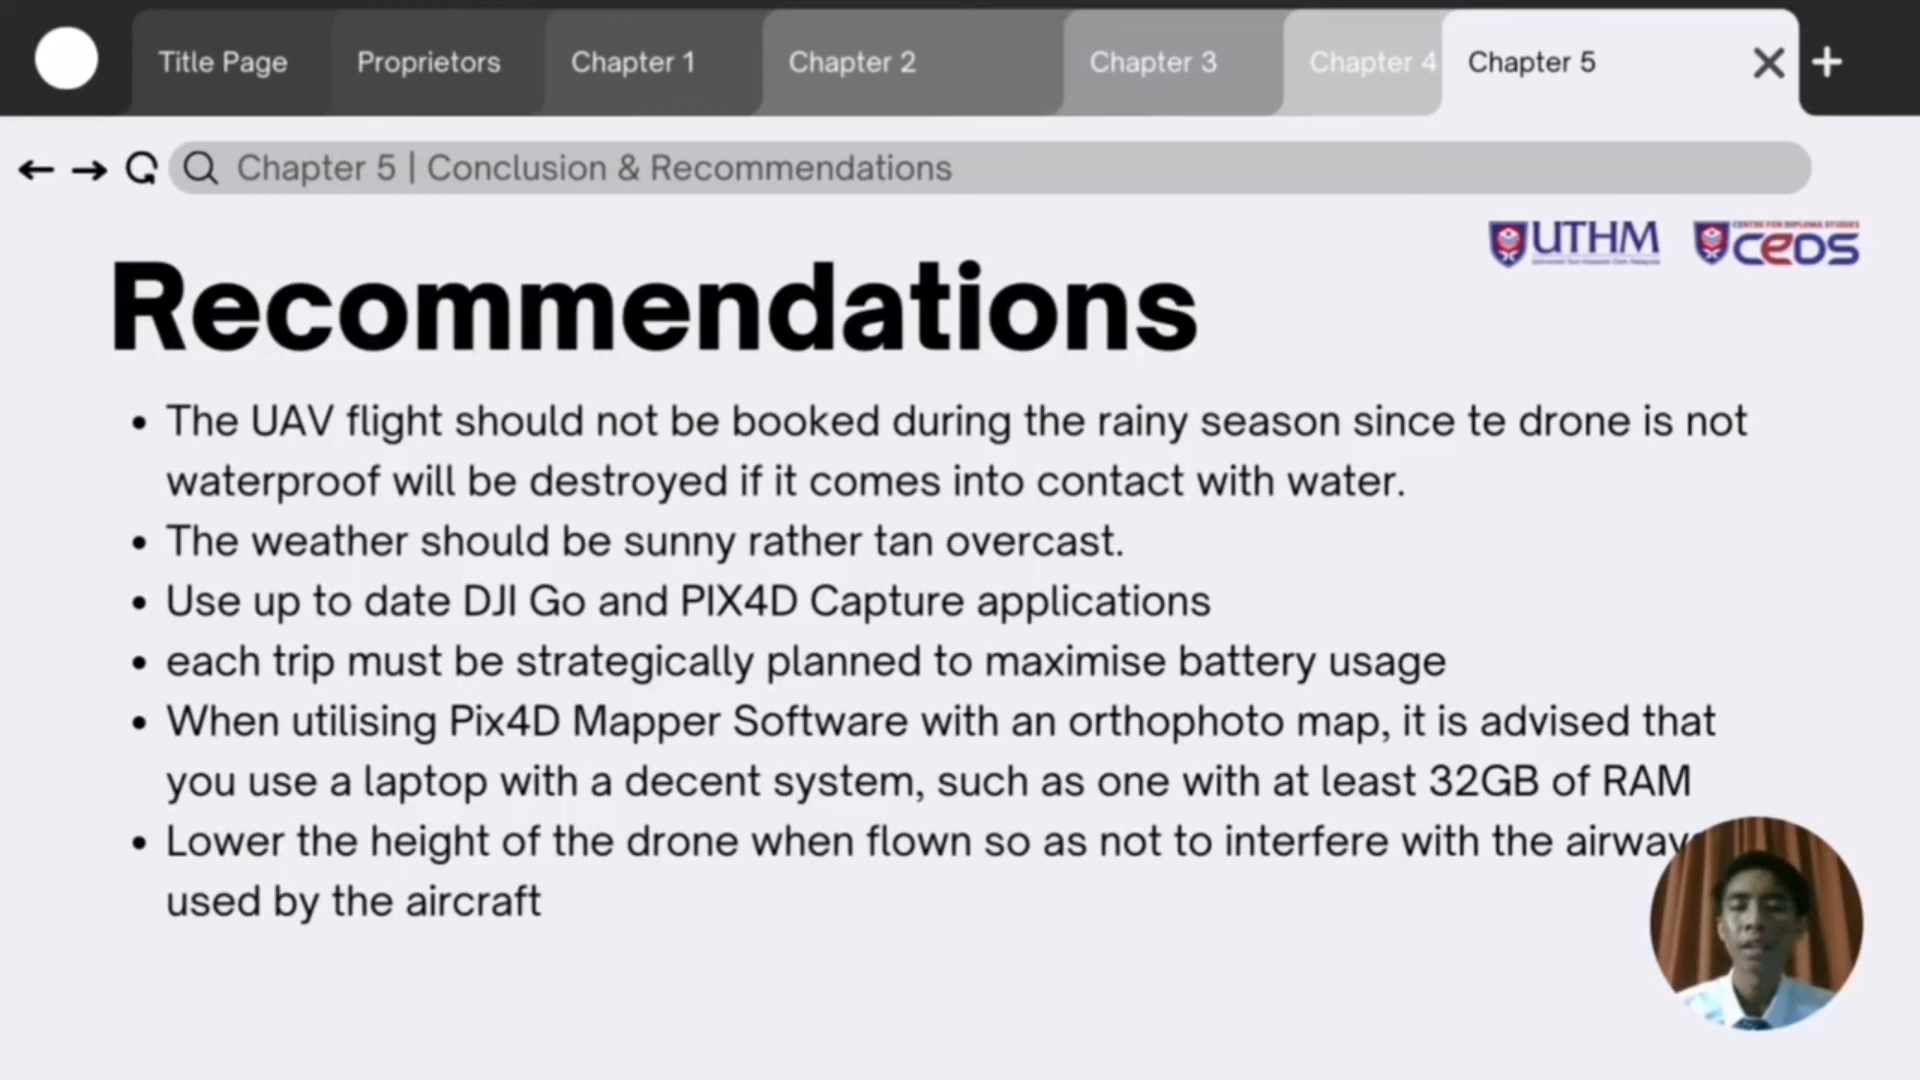 Title Page
Proprietors
Chapter 1
Chapter 2
Chapter 3
Chapter 4
Chapter 5
Chapter 5 | Conclusion & Recommendations
UTHM
CENTRE FOR DIPLOMA STUDIES
CeDS
Recommendations
• The UAV flight should not be booked during the rainy season since te drone is not
waterproof will be destroyed if it comes into contact with water.
• The weather should be sunny rather tan overcast.
• Use up to date DJI Go and PIX4D Capture applications
• each trip must be strategically planned to maximise battery usage
• When utilising Pix4D Mapper Software with an orthophoto map, it is advised that
you use a laptop with a decent system, such as one with at least 32GB of RAM
• Lower the height of the drone when flown so as not to interfere with the
used by the aircraft